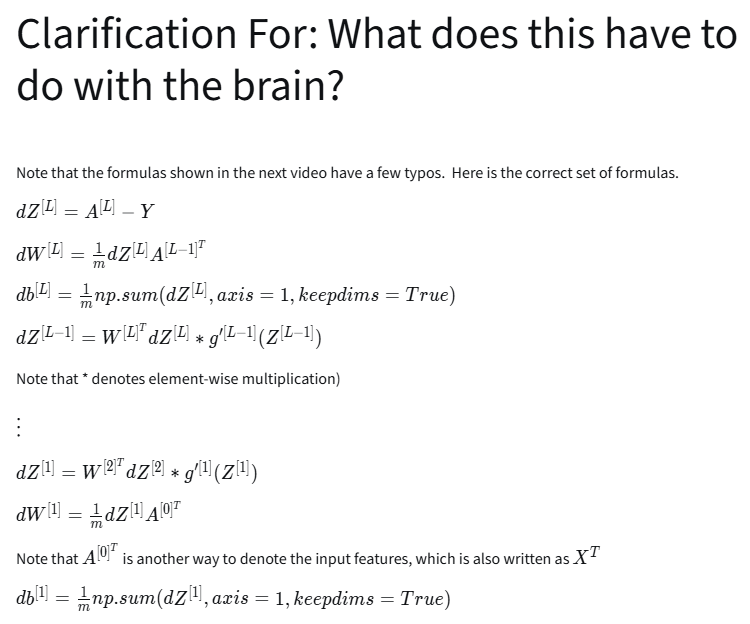 Clarification For: What does this have to
do with the brain?
Note that the formulas shown in the next video have a few typos.  Here is the correct set of formulas.
$dZ^{[L]} = A^{[L]} - Y$
$dW^{[L]} = \frac{1}{m} dZ^{[L]} A^{[L-1]^T}$
$db^{[L]} = \frac{1}{m} np.sum(dZ^{[L]}, axis = 1, keepdims = True)$
$dZ^{[L-1]} = W^{[L]^T} dZ^{[L]} * g'^{[L-1]}(Z^{[L-1]})$
Note that * denotes element-wise multiplication)
⋮
$dZ^{[1]} = W^{[2]^T} dZ^{[2]} * g'^{[1]}(Z^{[1]})$
$dW^{[1]} = \frac{1}{m} dZ^{[1]} A^{[0]^T}$
Note that $A^{[0]^T}$ is another way to denote the input features, which is also written as $X^T$
$db^{[1]} = \frac{1}{m} np.sum(dZ^{[1]}, axis = 1, keepdims = True)$